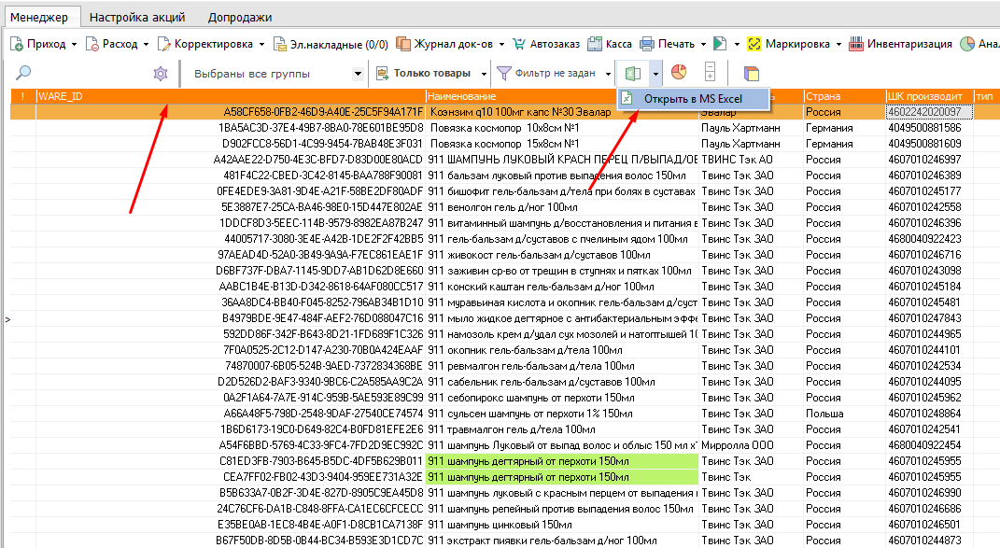 Менеджер Настройка акций Допродажи
Приход Расход Корректировка Эл.накладные (0/0) Журнал док-ов Автозаказ Касса Печать Маркировка Инвентаризация Ана
Выбраны все группы Только товары Фильтр не задан
Открыть в MS Excel
! WARE_ID Наименование Страна ШК производит тип
A58CF658-0FB2-46D9-A40E-25C5F94A171F Коэнзим q10 100мг капс №30 Эвалар Эвалар Россия 4602242020097
1BA5AC3D-37E4-49B7-8BA0-78E601BE95D8 Повязка космопор 10х8см №1 Пауль Хартманн Германия 4049500881586
D902FCC8-56D1-4C99-9454-7BAB48E3F031 Повязка космопор 15х8см №1 Пауль Хартманн Германия 4049500881609
A42AAE22-D750-4E3C-BFD7-D83D00E80ACD 911 ШАМПУНЬ ЛУКОВЫЙ КРАСН ПЕРЕЦ П/ВЫПАД/ОБ ТВИНС Тэк АО Россия 4607010246997
481F4C22-CBED-3C42-8145-BAA788F90081 911 бальзам луковый против выпадения волос 150мл Твинс Тэк ЗАО Россия 4607010246389
0FE4EDE9-3A81-9D4E-A21F-58BE2DF80ADF 911 бишофит гель-бальзам д/тела при болях в суставах Твинс Тэк ЗАО Россия 4607010245177
5E3887E7-25CA-BA46-98E0-15D447E802AE 911 венолгон гель д/ног 100мл Твинс Тэк ЗАО Россия 4607010242558
1DDCF8D3-5EEC-114B-9579-8982EA87B247 911 витаминный шампунь д/восстановления и питания в Твинс Тэк ЗАО Россия 4607010246396
44005717-3080-3E4E-A42B-1DE2F2F42BB5 911 гель-бальзам д/суставов с пчелиным ядом 100мл Твинс Тэк ЗАО Россия 4680040922423
97AEAD4D-52A0-3B49-9A9A-F7EC861EAE1F 911 живокост гель-бальзам д/суставов 100мл Твинс Тэк ЗАО Россия 4607010246716
D6BF737F-DBA7-1145-9DD7-AB1D62D8E660 911 заживин ср-во от трещин в ступнях и пятках 100мл Твинс Тэк ЗАО Россия 4607010243098
AABC1B4E-B13D-D342-8618-64AF080CC517 911 конский каштан гель-бальзам д/ног 100мл Твинс Тэк ЗАО Россия 4607010245184
36AA8DC4-BB40-F045-8252-796AB34B1D10 911 муравьиная кислота и окопник гель-бальзам д/суст Твинс Тэк ЗАО Россия 4607010245481
B4979BDE-9E47-484F-AEF2-76D088047C16 911 мыло жидкое дегтярное с антибактериальным эффе Твинс Тэк ЗАО Россия 4607010247843
592DD86F-342F-B643-8D21-1FD689F1C326 911 намозоль крем д/удал сух мозолей и натоптышей 10 Твинс Тэк ЗАО Россия 4607010244965
7F0A0525-2C12-D147-A230-70B0A424EAAF 911 окопник гель-бальзам д/тела 100мл Твинс Тэк ЗАО Россия 4607010244101
74870007-6B05-524B-9AED-7372834368BE 911 ревмалгон гель-бальзам д/тела 100мл Твинс Тэк ЗАО Россия 4607010242534
D2D526D2-BAF3-9340-9BC6-C2A585AA9C2A 911 сабельник гель-бальзам д/суставов 100мл Твинс Тэк ЗАО Россия 4607010244095
0A2F1A64-7A7E-914C-959B-5AE593E89C99 911 себопирокс шампунь от перхоти 150мл Твинс Тэк ЗАО Россия 4607010245962
A66A48F5-798D-2548-9DAF-27540CE74574 911 сульсен шампунь от перхоти 1% 150мл Твинс Тэк ЗАО Польша 4607010248864
1B6D6173-19C0-D649-82C4-B0FD81EFE2E6 911 травмалгон гель д/тела 100мл Твинс Тэк ЗАО Россия 4607010242541
A54F6BBD-5769-4C33-9FC4-7FD2D9EC992C 911 шампунь Луковый от выпад волос и облыс 150 мл х1 Мирролла ООО Россия 4680040922454
C81ED3FB-7903-B645-B5DC-4DF5B629B011 911 шампунь дегтярный от перхоти 150мл Твинс Тэк ЗАО Россия 4607010245955
CEA7FF02-FB02-43D3-9404-959EE731A32E 911 шампунь дегтярный от перхоти 150мл Твинс Тэк Россия 4607010245955
B5B633A7-0B2F-3D4E-827D-8905C9EA45D8 911 шампунь луковый с красным перцем от выпадения Твинс Тэк ЗАО Россия 4607010246990
24C76CF6-DA1B-C848-8FFA-CA1EC6CFCECC 911 шампунь репейный против выпадения волос 150мл Твинс Тэк ЗАО Россия 4607010246686
E35BE0AB-1EC8-4B4E-A0F1-D8CB1CA7138F 911 шампунь цинковый 150мл Твинс Тэк ЗАО Россия 4607010246501
B67F50DB-8D5B-0B44-BC34-B593E3D1CD7C 911 экстракт пиявки гель-бальзам д/ног 100мл Твинс Тэк ЗАО Россия 4607010244873